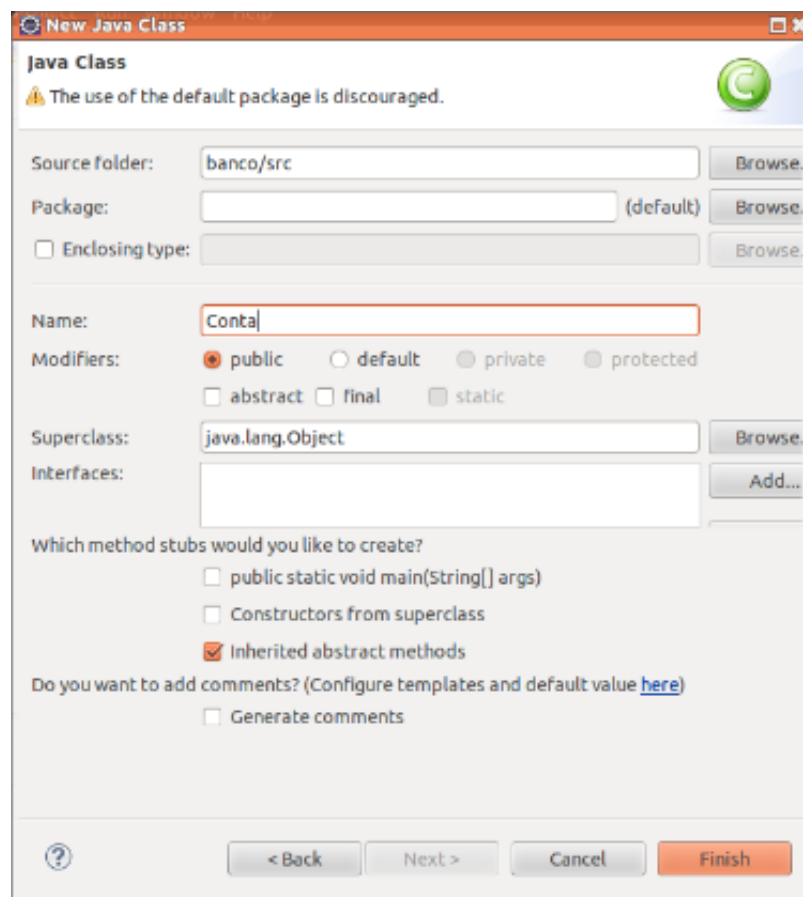 New Java Class
Java Class
The use of the default package is discouraged.
Source folder: banco/src Browse.
Package: (default) Browse.
Enclosing type: Browse.
Name: Conta
Modifiers: public default private protected
abstract final static
Superclass: java.lang.Object Browse.
Interfaces: Add...
Which method stubs would you like to create?
public static void main(String[] args)
Constructors from superclass
Inherited abstract methods
Do you want to add comments? (Configure templates and default value here)
Generate comments
< Back Next > Cancel Finish